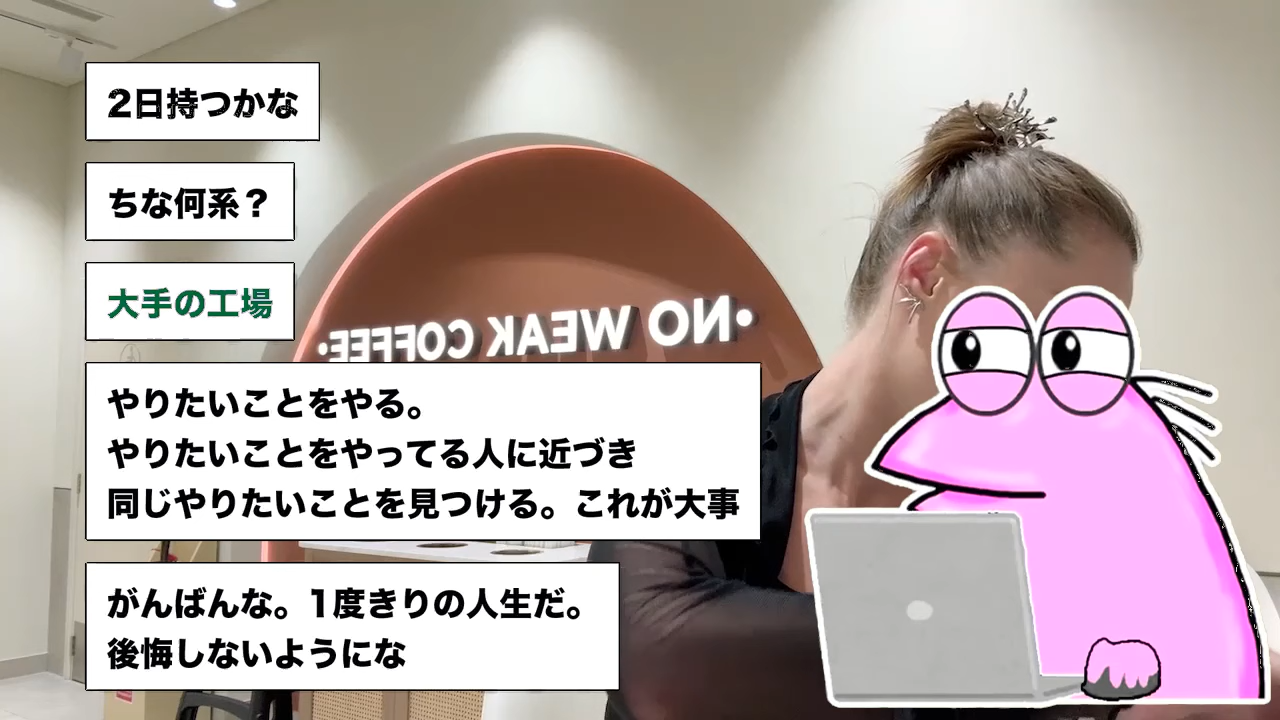 2日持つかな
ちな何系？
大手の工場
•NO WEAK COFFEE•
やりたいことをやる。
やりたいことをやってる人に近づき
同じやりたいことを見つける。これが大事
がんばんな。1度きりの人生だ。
後悔しないようにな